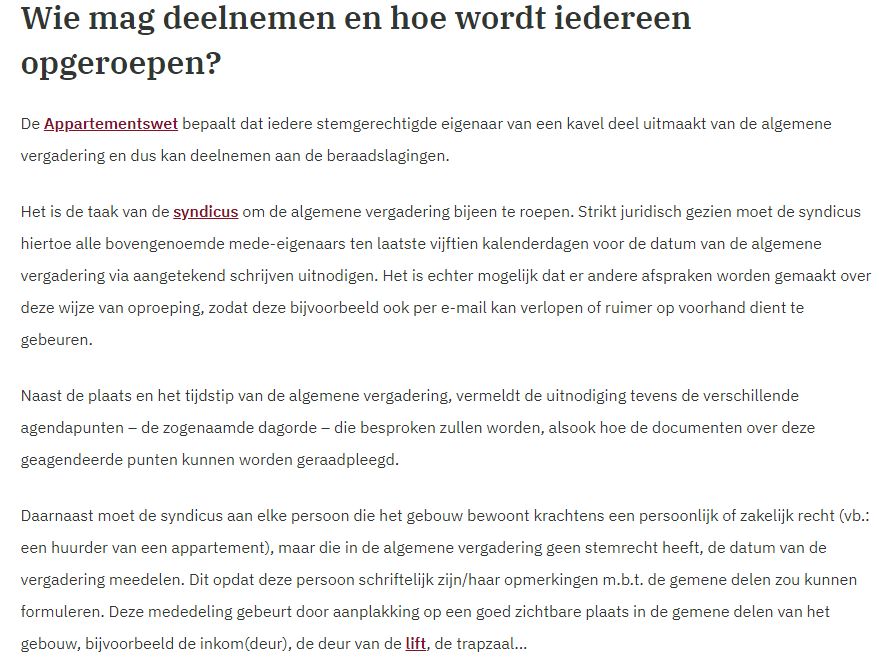 Wie mag deelnemen en hoe wordt iedereen
opgeroepen?
De Appartementswet bepaalt dat iedere stemgerechtigde eigenaar van een kavel deel uitmaakt van de algemene
vergadering en dus kan deelnemen aan de beraadslagingen.
Het is de taak van de syndicus om de algemene vergadering bijeen te roepen. Strikt juridisch gezien moet de syndicus
hiertoe alle bovengenoemde mede-eigenaars ten laatste vijftien kalenderdagen voor de datum van de algemene
vergadering via aangetekend schrijven uitnodigen. Het is echter mogelijk dat er andere afspraken worden gemaakt over
deze wijze van oproeping, zodat deze bijvoorbeeld ook per e-mail kan verlopen of ruimer op voorhand dient te
gebeuren.
Naast de plaats en het tijdstip van de algemene vergadering, vermeldt de uitnodiging tevens de verschillende
agendapunten – de zogenaamde dagorde – die besproken zullen worden, alsook hoe de documenten over deze
geagendeerde punten kunnen worden geraadpleegd.
Daarnaast moet de syndicus aan elke persoon die het gebouw bewoont krachtens een persoonlijk of zakelijk recht (vb.:
een huurder van een appartement), maar die in de algemene vergadering geen stemrecht heeft, de datum van de
vergadering meedelen. Dit opdat deze persoon schriftelijk zijn/haar opmerkingen m.b.t. de gemene delen zou kunnen
formuleren. Deze mededeling gebeurt door aanplakking op een goed zichtbare plaats in de gemene delen van het
gebouw, bijvoorbeeld de inkom(deur), de deur van de lift, de trapzaal...